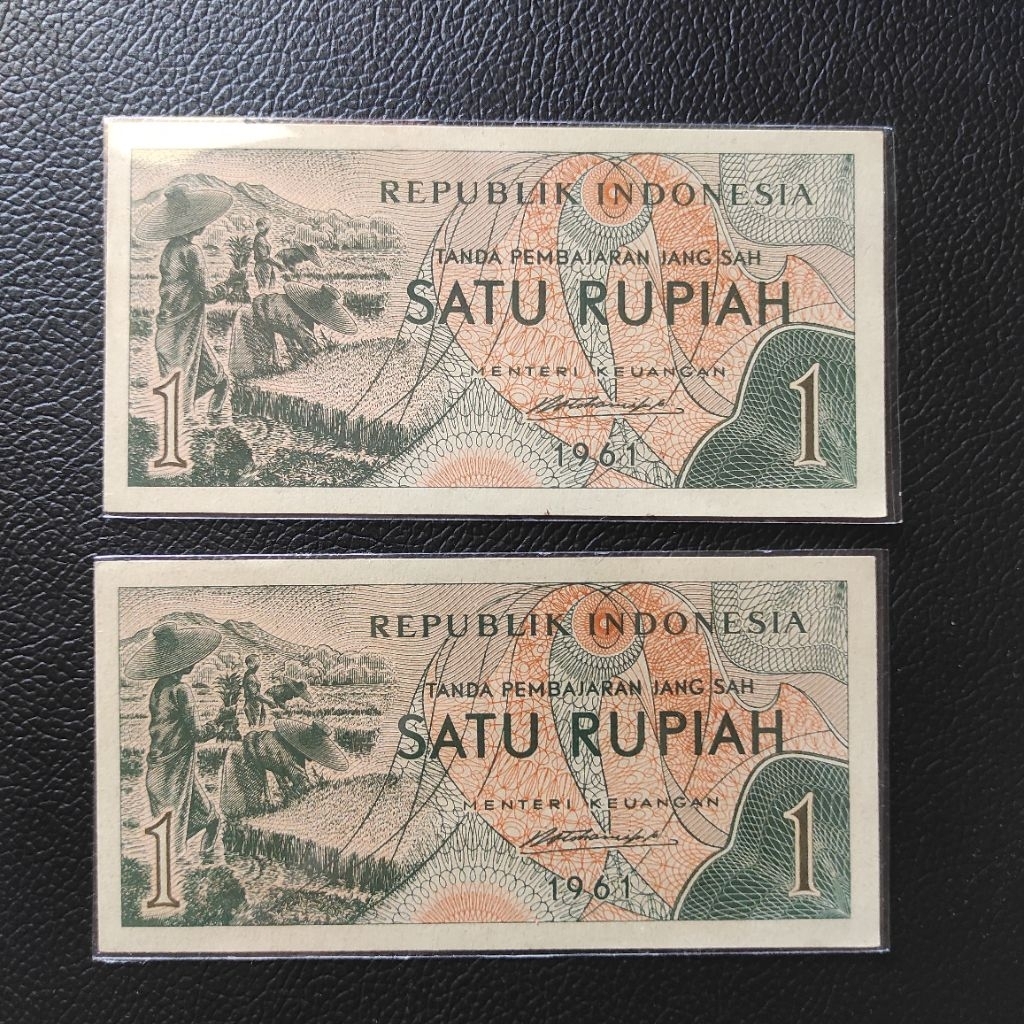 REPUBLIK INDONESIA
TANDA PEMBAJARAN JANG SAH
SATU RUPIAH
MENTERI KEUANGAN
1961
1
1
REPUBLIK INDONESIA
TANDA PEMBAJARAN JANG SAH
SATU RUPIAH
MENTERI KEUANGAN
1961
1
1